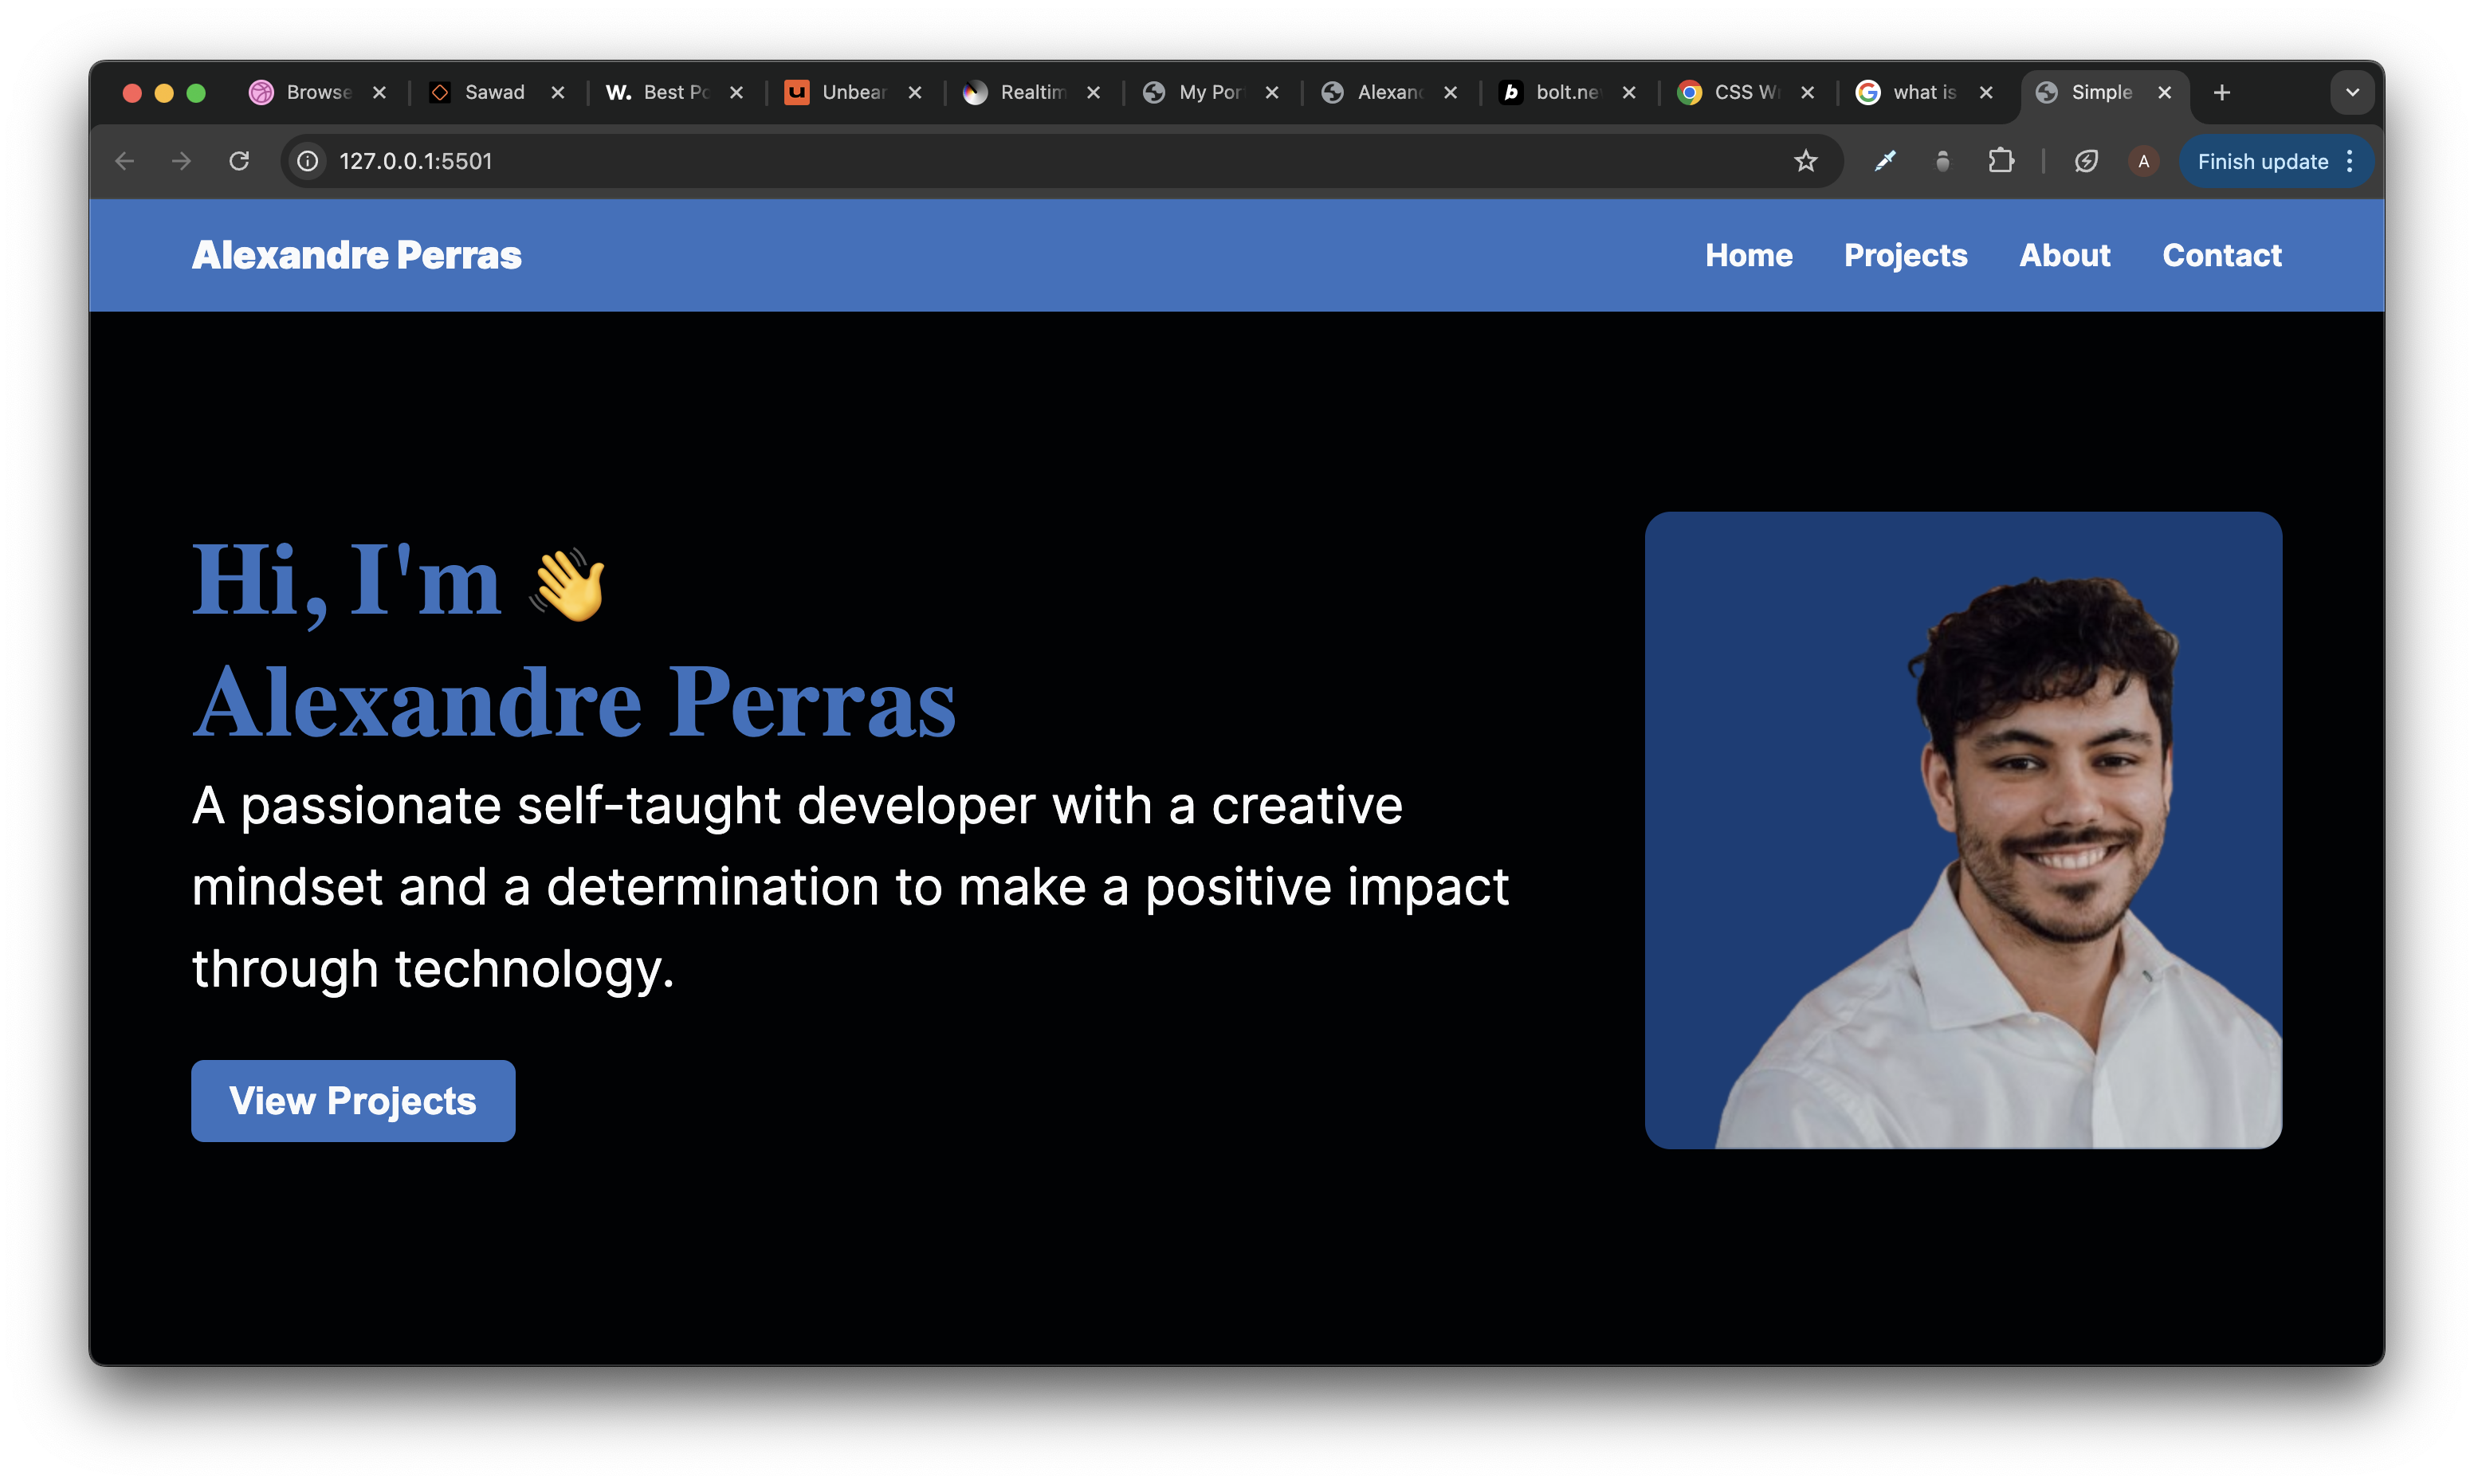 Browse
Sawad
W. Best Po
Unbear
Realtim
My Por
Alexand
b bolt.ne
CSS Wr
what is
Simple
127.0.0.1:5501
A
Finish update
Alexandre Perras
Home
Projects
About
Contact
Hi, I'm 👋
Alexandre Perras
A passionate self-taught developer with a creative
mindset and a determination to make a positive impact
through technology.
View Projects